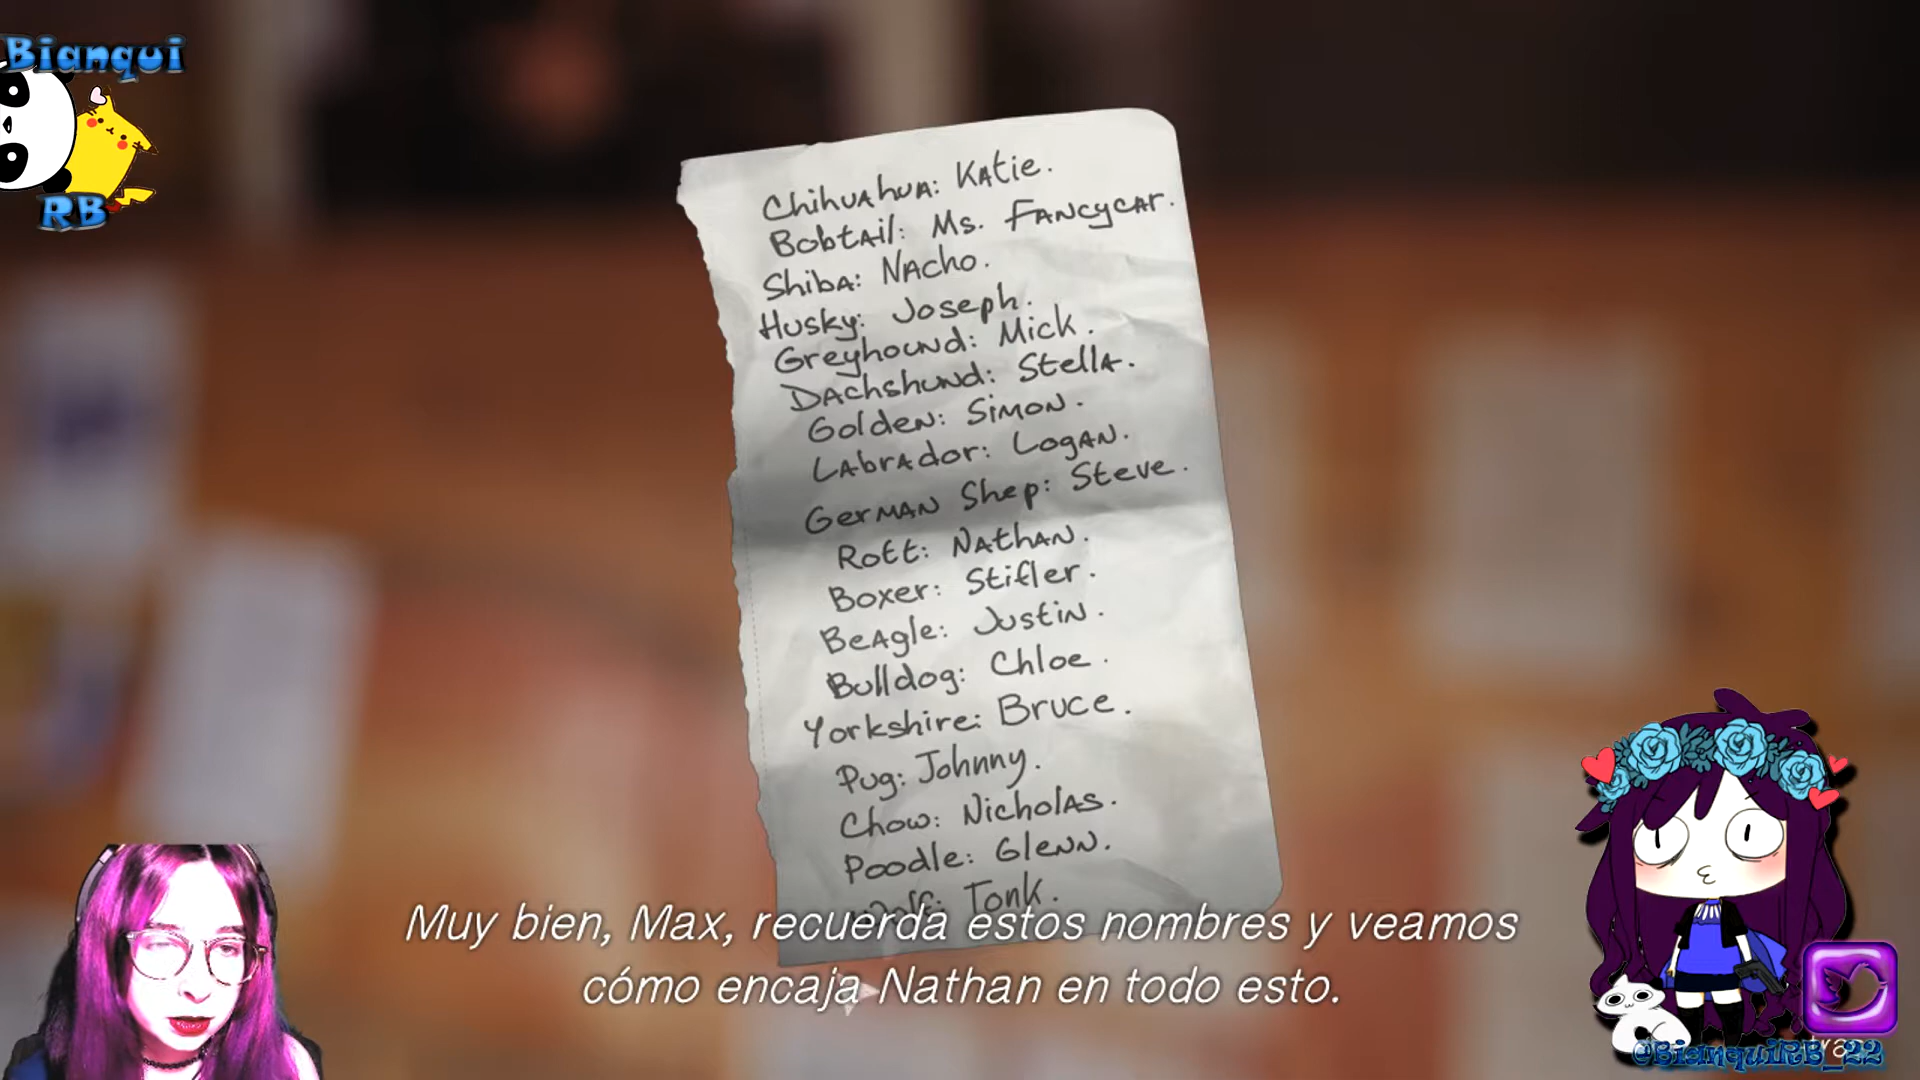 Bianqui
RB
Chihuahua: Katie.
Bobtail: Ms. Fancycar.
Shiba: Nacho.
Husky: Joseph.
Greyhound: Mick.
Dachshund: Stella.
Golden: Simon.
Labrador: Logan.
German Shep: Steve.
Rott: Nathan.
Boxer: Stifler.
Beagle: Justin.
Bulldog: Chloe.
Yorkshire: Bruce.
Pug: Johnny.
Chow: Nicholas.
Poodle: Glenn.
Tonk.
Muy bien, Max, recuerda estos nombres y veamos
cómo encaja Nathan en todo esto.
@BianquiRB_22